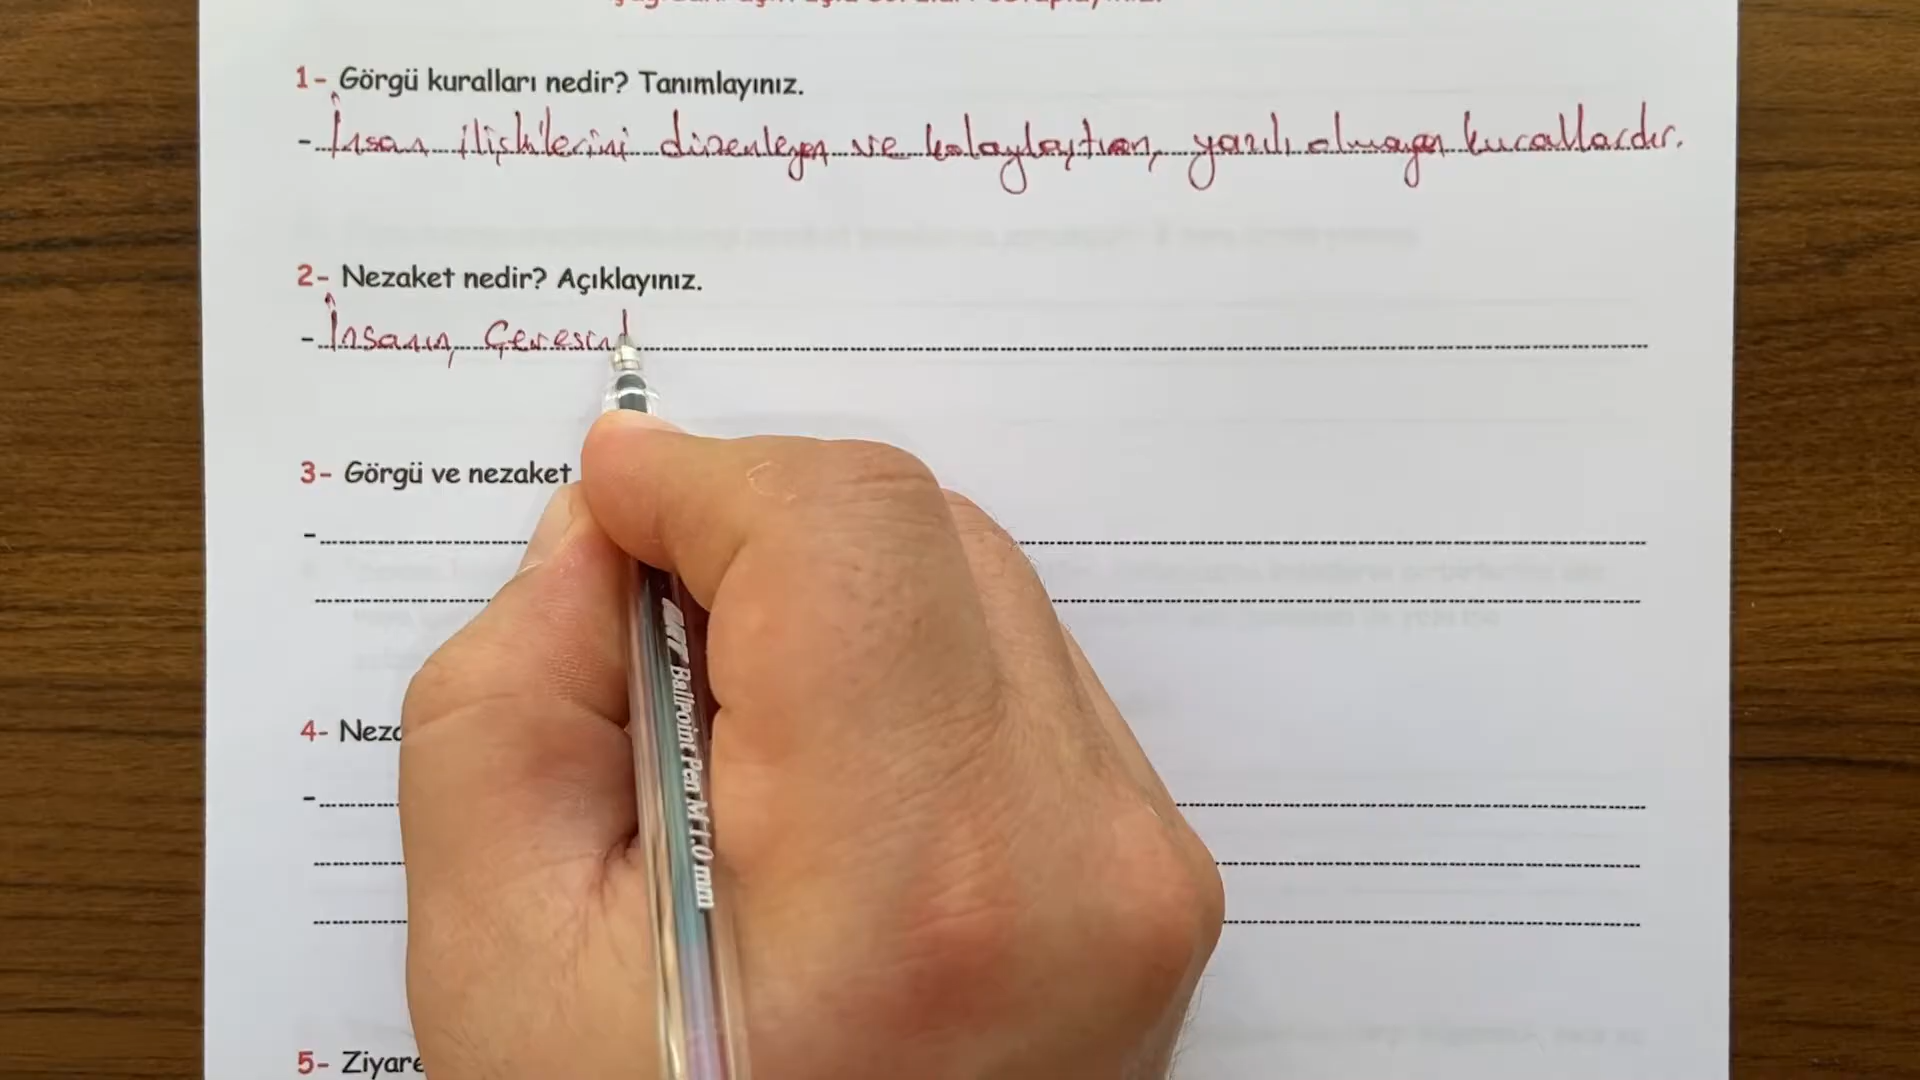 1- Görgü kuralları nedir? Tanımlayınız.
- İnsan ilişkilerini düzenleyen ve kolaylaştıran, yazılı olmayan kurallardır.
2- Nezaket nedir? Açıklayınız.
- İnsanın, çevresind
3- Görgü ve nezaket
4- Neza
5- Ziyare
BallPoint Pen M 1.0 mm